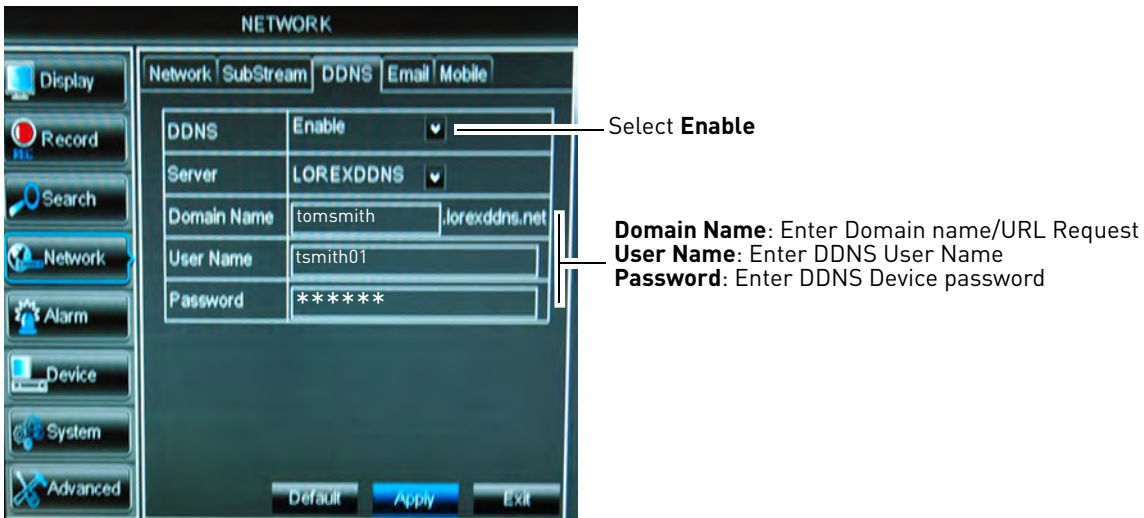 NETWORK
Display
Record
REC
Search
Network
Alarm
Device
System
Advanced
Network SubStream DDNS Email Mobile
DDNS Enable
Server LOREXDDNS
Domain Name tomsmith .lorexddns.net
User Name tsmith01
Password ******
Default Apply Exit
Select Enable
Domain Name: Enter Domain name/URL Request
User Name: Enter DDNS User Name
Password: Enter DDNS Device password